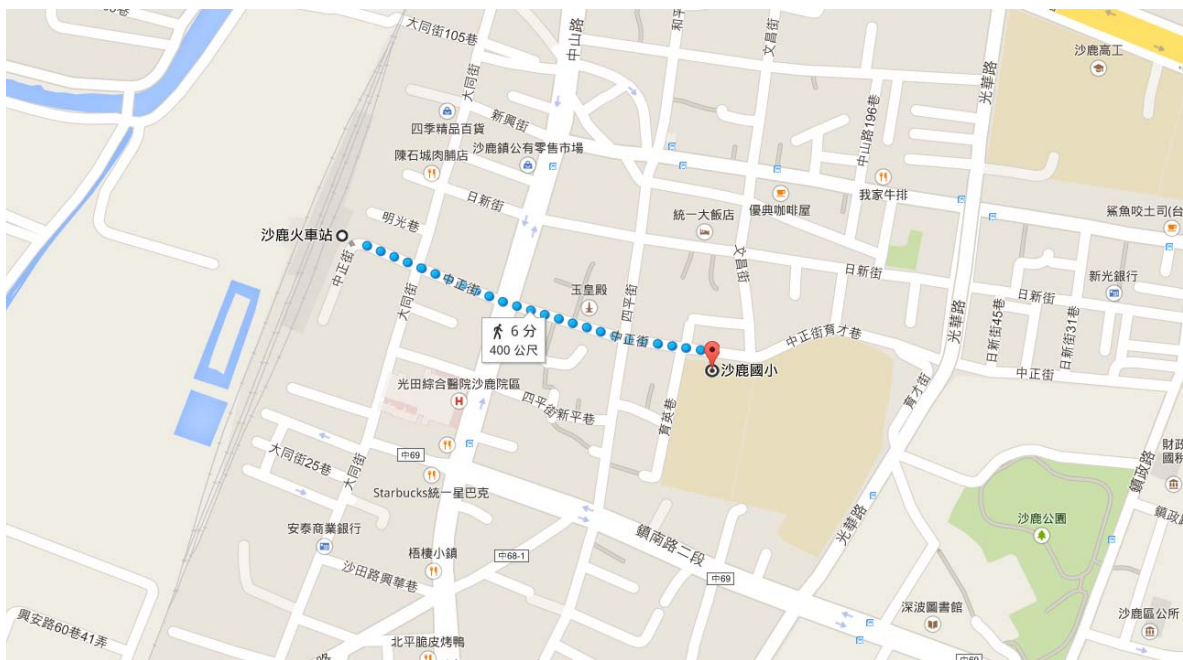 大同街105巷
中山路
和平街
文昌街
光華路
沙鹿高工
大同街
四季精品百貨
新興街
沙鹿鎮公有零售市場
陳石城肉脯店
中山路196巷
我家牛排
日新街
明光巷
統一大飯店
優典咖啡屋
鯊魚咬土司(台
沙鹿火車站
中正街
大同街
中正街
玉皇殿
四平街
文昌街
日新街
新光銀行
日新街
光華路
日新街45巷
日新街31巷
6 分
400 公尺
中正街
中正街育才巷
沙鹿國小
中正街
育才街
光田綜合醫院沙鹿院區
四平街新平巷
育英巷
中69
大同街25巷
大同街
Starbucks統一星巴克
鎮政路
財政
國稅
鎮政路
沙鹿公園
光華路
安泰商業銀行
鎮南路二段
梧棲小鎮
中68-1
沙田路興華巷
中69
深波圖書館
沙鹿區公所
興安路60巷41弄
北平脆皮烤鴨
中69